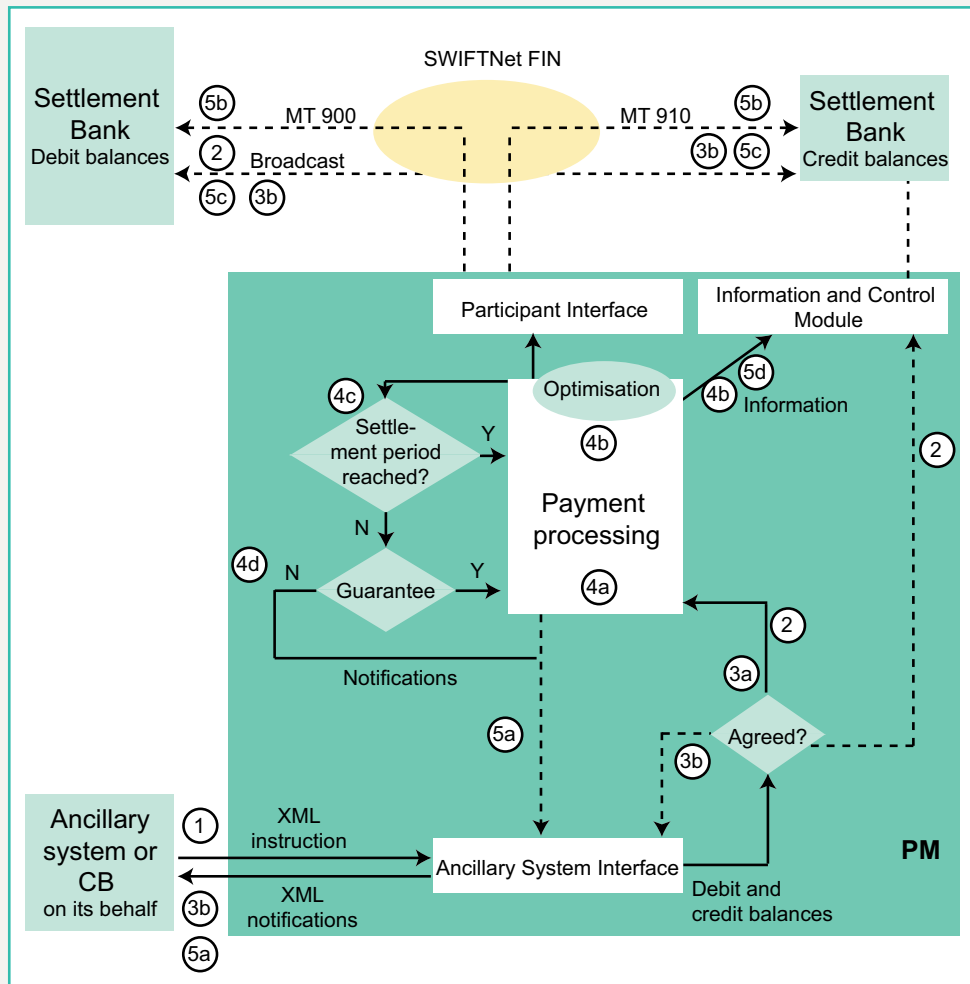 SWIFTNet FIN
Settlement
Bank
Debit balances
5b
MT 900
MT 910
5b
Settlement
Bank
Credit balances
2
Broadcast
3b
5c
5c
3b
Participant Interface
Information and Control
Module
4c
Optimisation
5d
4b
Information
Settle-
ment period
reached?
Y
4b
2
Payment
processing
N
4d
N
Guarantee
Y
4a
2
Notifications
3a
5a
3b
Agreed?
Ancillary
system or
CB
on its behalf
1
XML
instruction
Ancillary System Interface
PM
3b
XML
notifications
Debit and
credit balances
5a